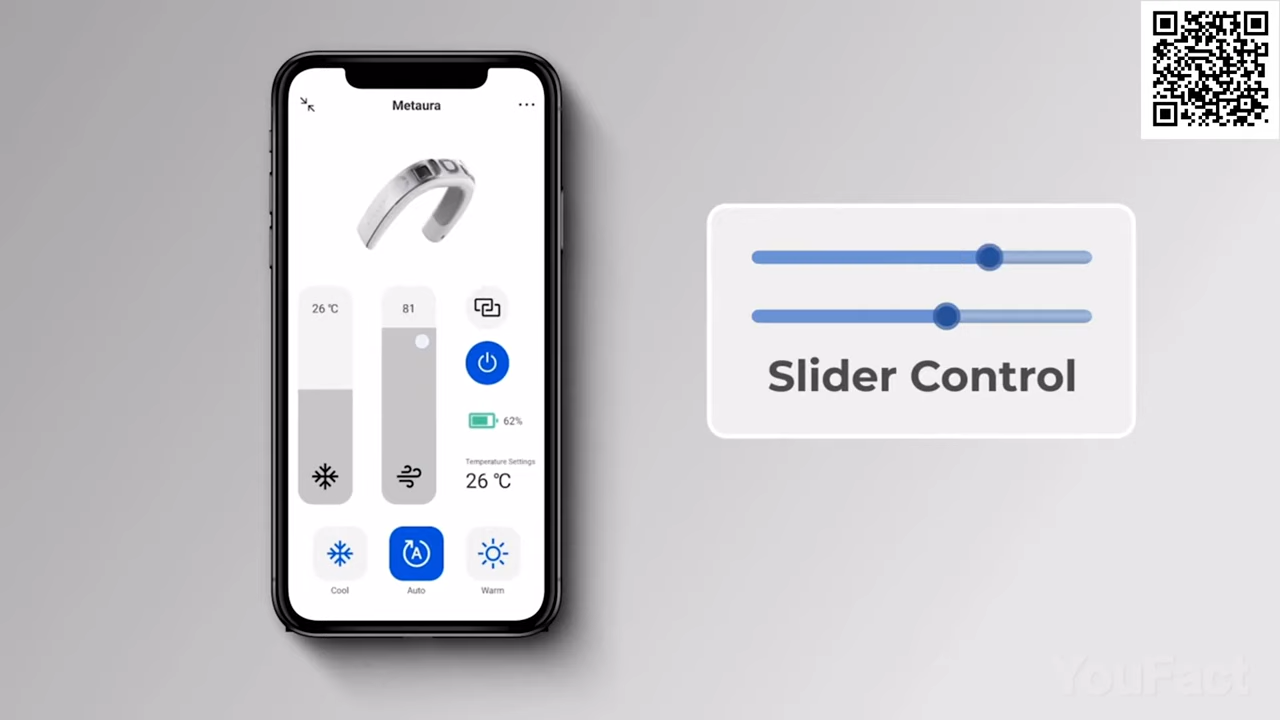 Metaura
26 ℃
81
62%
Temperature Settings
26 ℃
A
Cool
Auto
Warm
Slider Control
YouFact